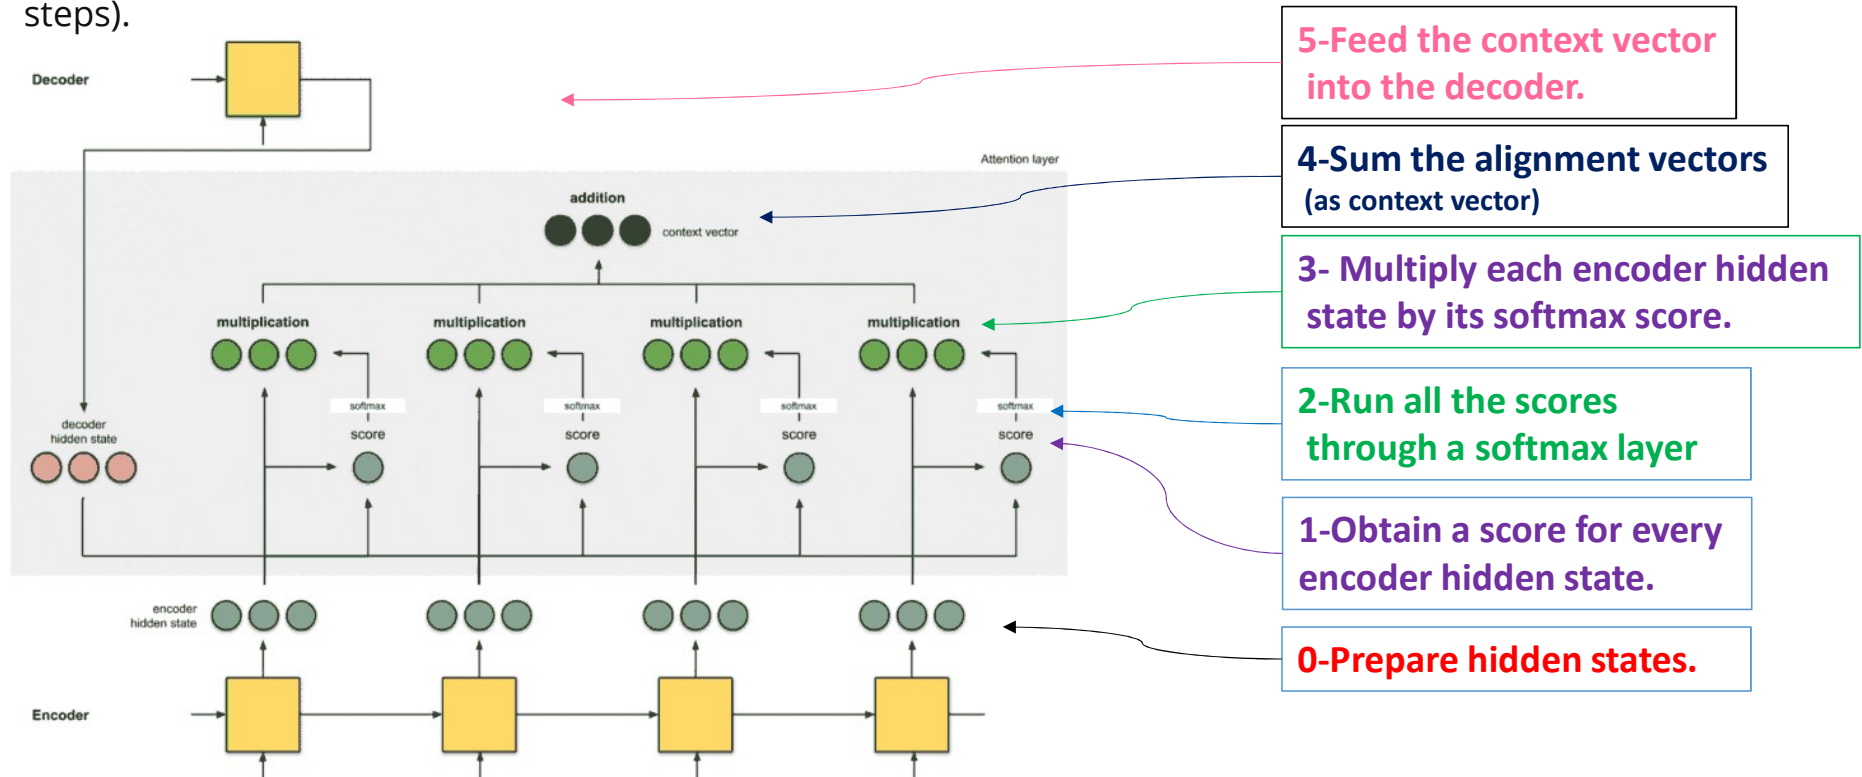 steps).
Decoder
5-Feed the context vector
into the decoder.
4-Sum the alignment vectors
(as context vector)
Attention layer
addition
context vector
3- Multiply each encoder hidden
state by its softmax score.
multiplication
multiplication
multiplication
multiplication
softmax
softmax
softmax
softmax
2-Run all the scores
through a softmax layer
decoder
hidden state
score
score
score
score
1-Obtain a score for every
encoder hidden state.
encoder
hidden state
0-Prepare hidden states.
Encoder